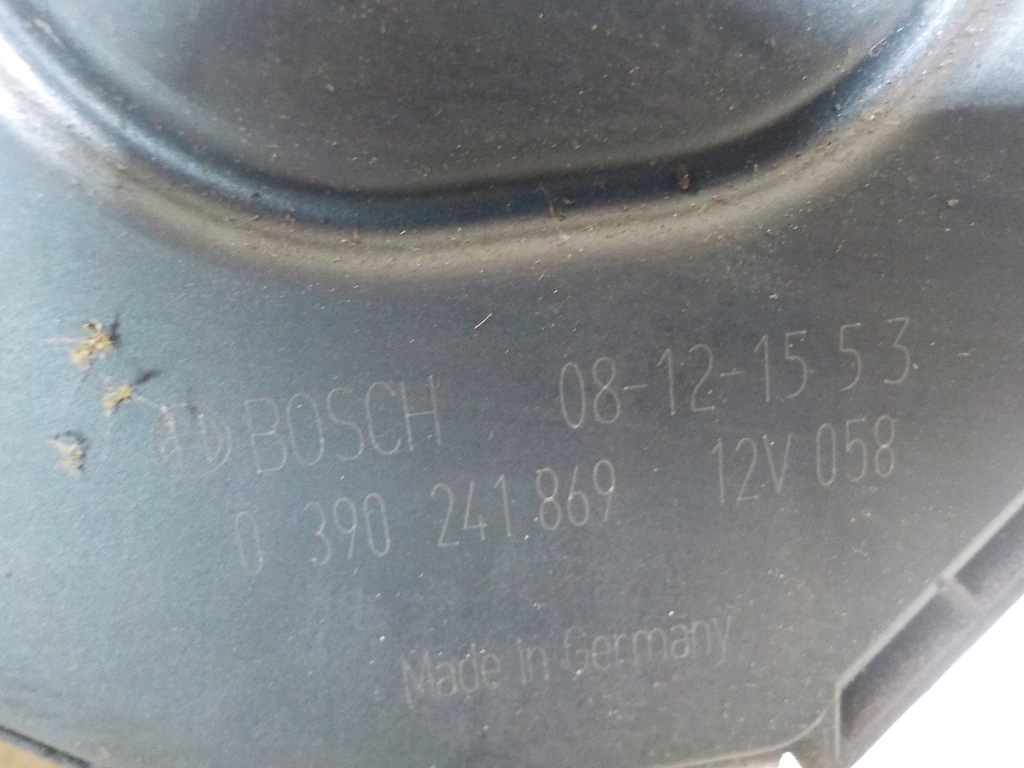 BOSCH 08-12-15 5 3
0 390 241 869 12V 058
Made in Germany